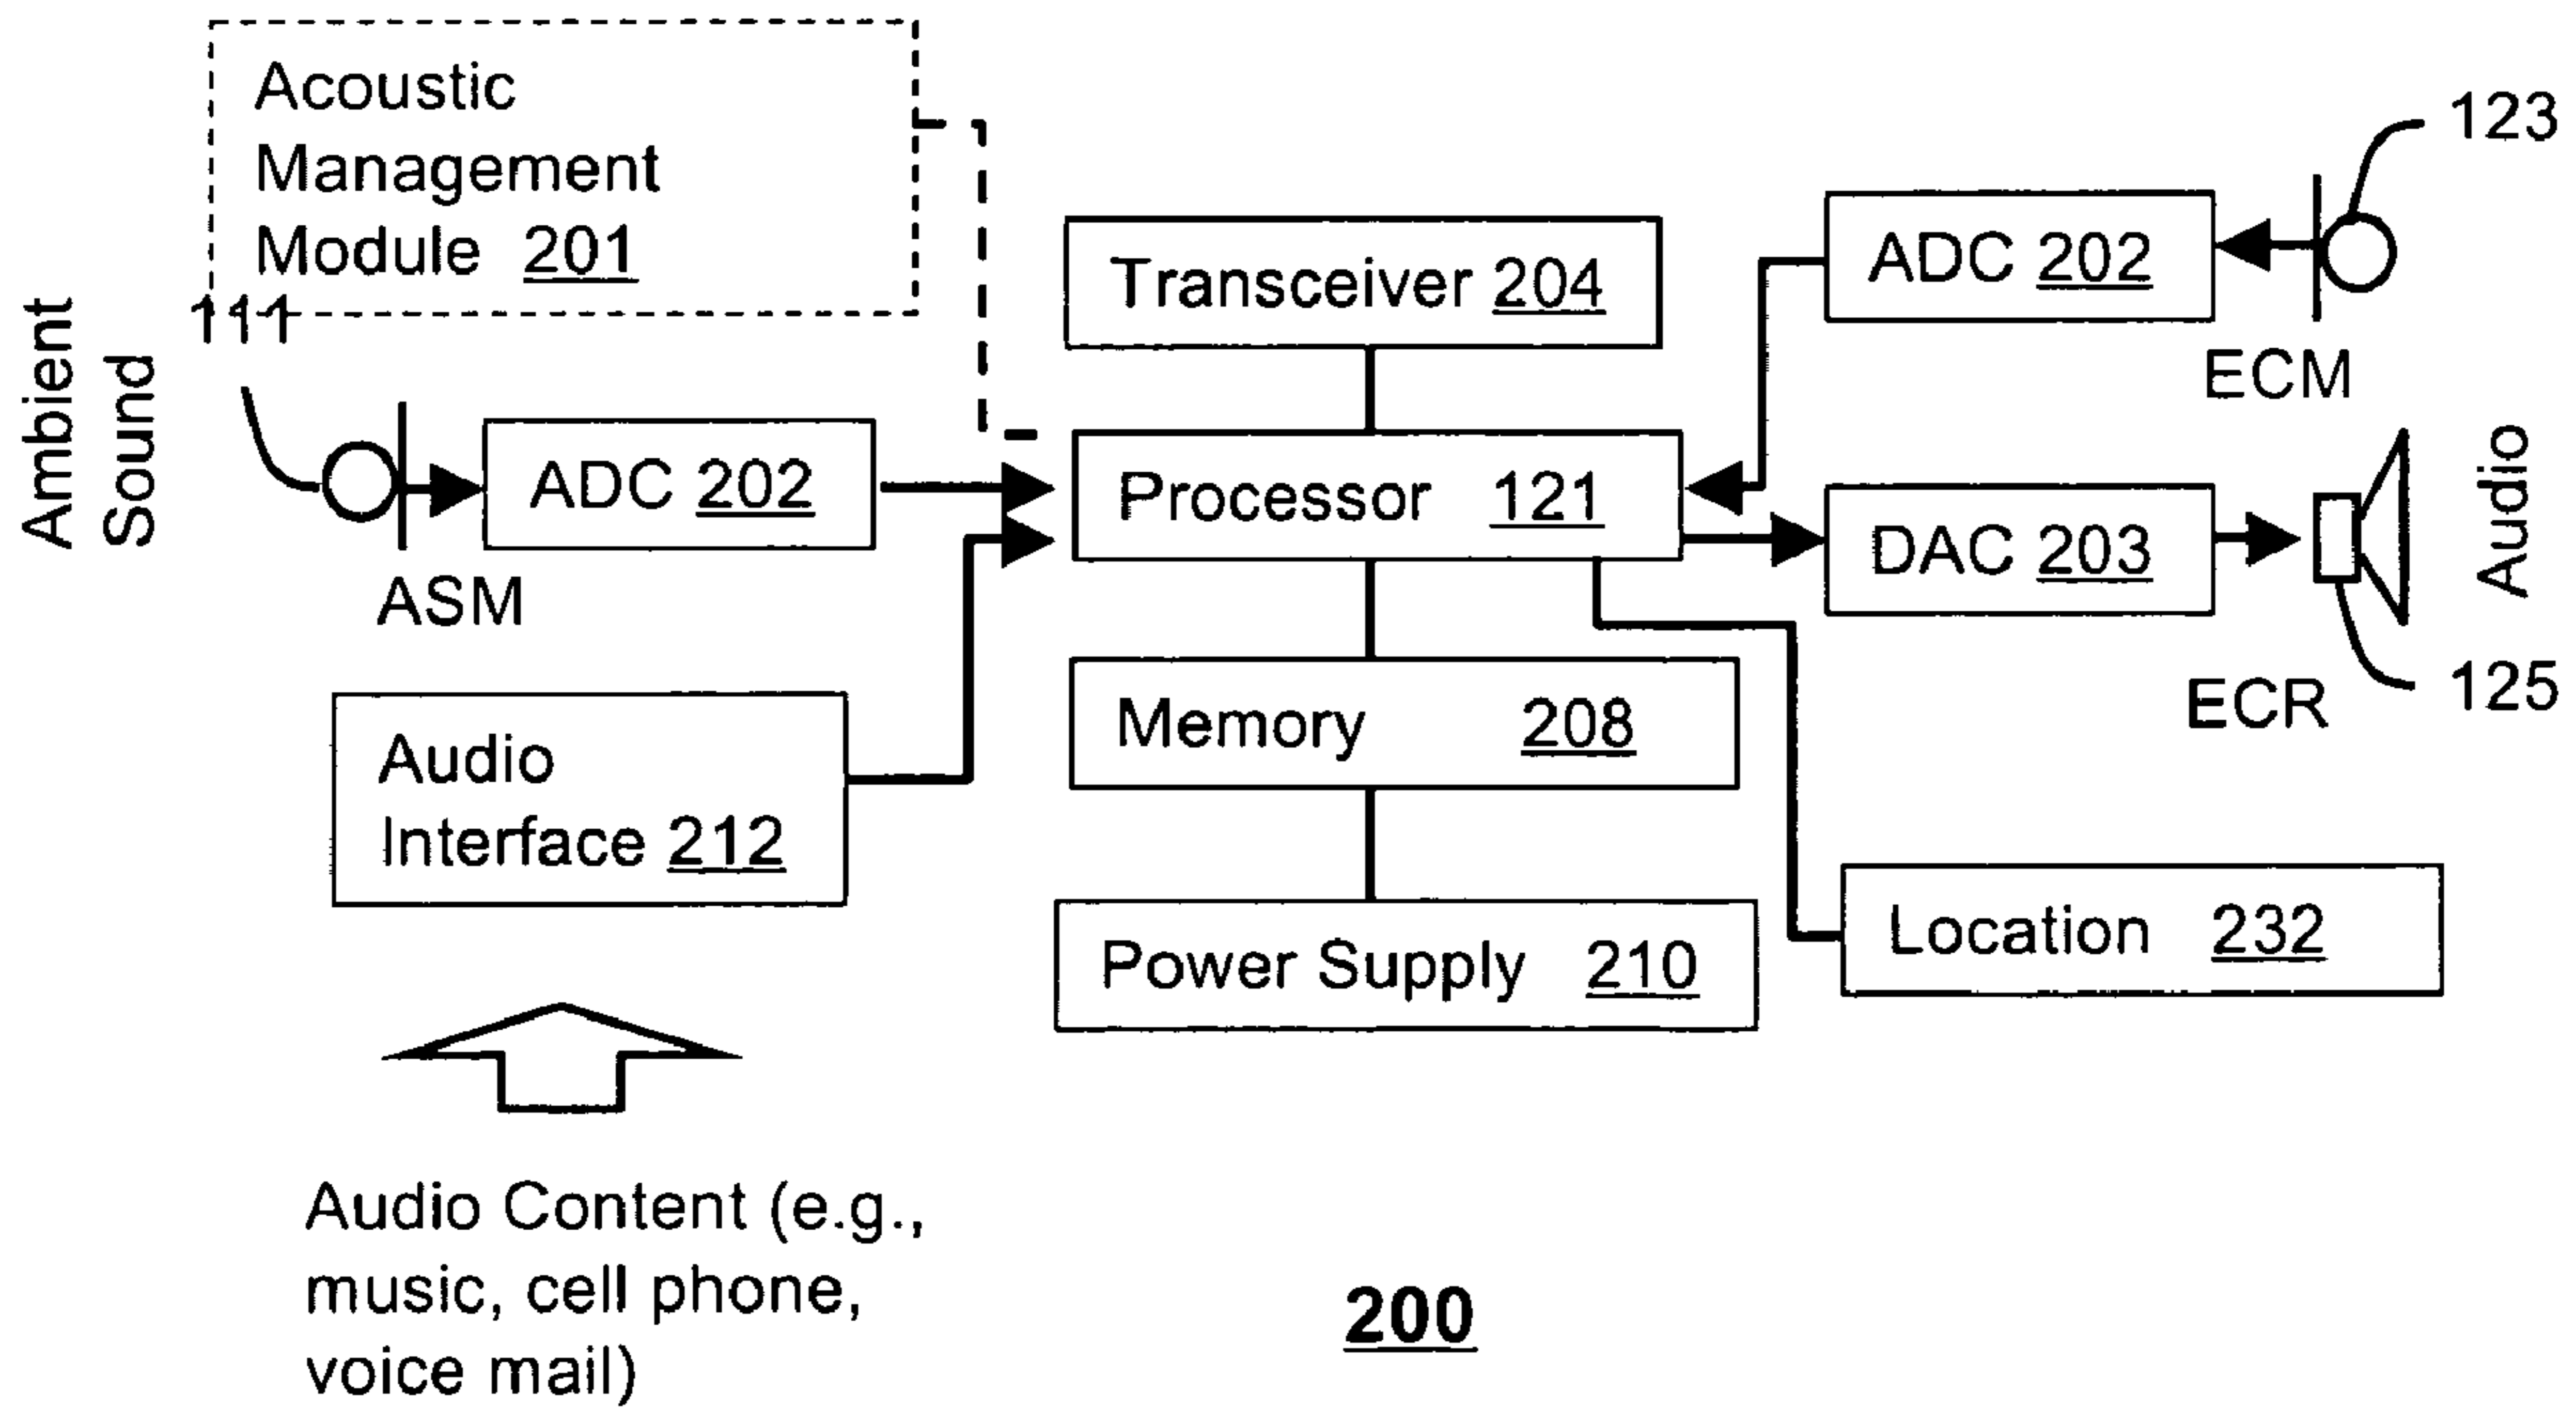 Acoustic
Management
Module 201
111
Ambient
Sound
ASM
ADC 202
Audio
Interface 212
Audio Content (e.g.,
music, cell phone,
voice mail)
Transceiver 204
Processor 121
Memory 208
Power Supply 210
ADC 202
123
ECM
DAC 203
Audio
ECR
125
Location 232
200